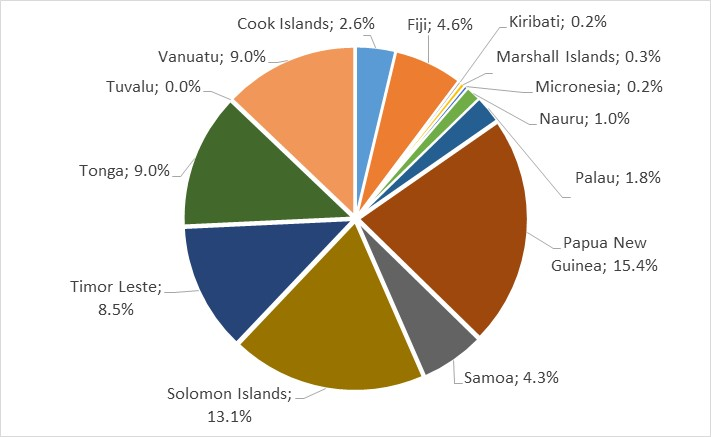 Cook Islands; 2.6%
Fiji; 4.6%
Kiribati; 0.2%
Marshall Islands; 0.3%
Micronesia; 0.2%
Nauru; 1.0%
Palau; 1.8%
Papua New
Guinea; 15.4%
Samoa; 4.3%
Solomon Islands;
13.1%
Timor Leste;
8.5%
Tonga; 9.0%
Tuvalu; 0.0%
Vanuatu; 9.0%